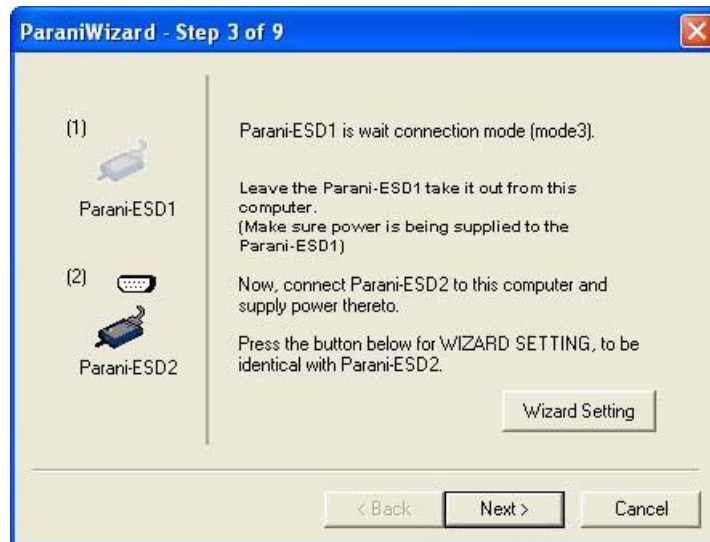 ParaniWizard - Step 3 of 9
(1)
Parani-ESD1
(2)
Parani-ESD2
Parani-ESD1 is wait connection mode (mode3).
Leave the Parani-ESD1 take it out from this
computer.
(Make sure power is being supplied to the
Parani-ESD1)
Now, connect Parani-ESD2 to this computer and
supply power thereto.
Press the button below for WIZARD SETTING, to be
identical with Parani-ESD2.
Wizard Setting
< Back
Next >
Cancel